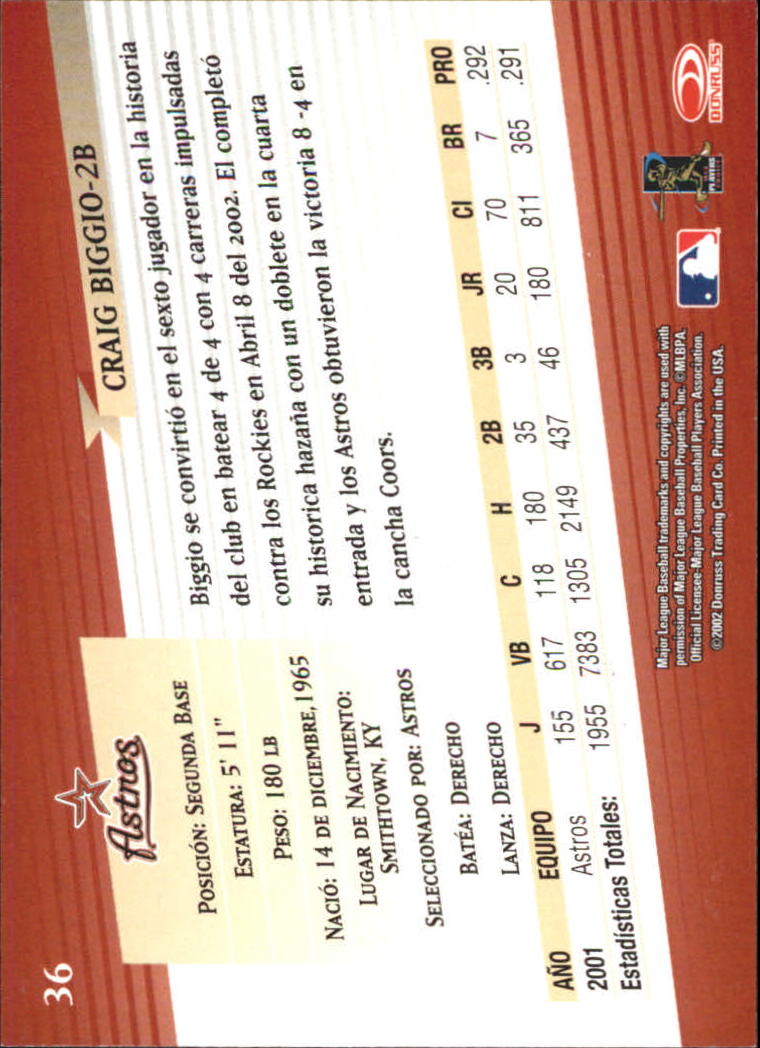 36
Astros
CRAIG BIGGIO-2B
POSICIÓN: SEGUNDA BASE
ESTATURA: 5' 11"
PESO: 180 LB
NACIÓ: 14 DE DICIEMBRE, 1965
LUGAR DE NACIMIENTO:
SMITHTOWN, KY
SELECCIONADO POR: ASTROS
BATÉA: DERECHO
LANZA: DERECHO
Biggio se convirtió en el sexto jugador en la historia
del club en batear 4 de 4 con 4 carreras impulsadas
contra los Rockies en Abril 8 del 2002. El completó
su historica hazaña con un doblete en la cuarta
entrada y los Astros obtuvieron la victoria 8 -4 en
la cancha Coors.
AÑO EQUIPO J VB C H 2B 3B JR CI BR PRO
2001 Astros 155 617 118 180 35 3 20 70 7 .292
Estadísticas Totales: 1955 7383 1305 2149 437 46 180 811 365 .291
Major League Baseball trademarks and copyrights are used with
permission of Major League Baseball Properties, Inc. ©MLBPA.
Official Licensee-Major League Baseball Players Association.
©2002 Donruss Trading Card Co. Printed in the USA.
PLAYERS
DONRUSS